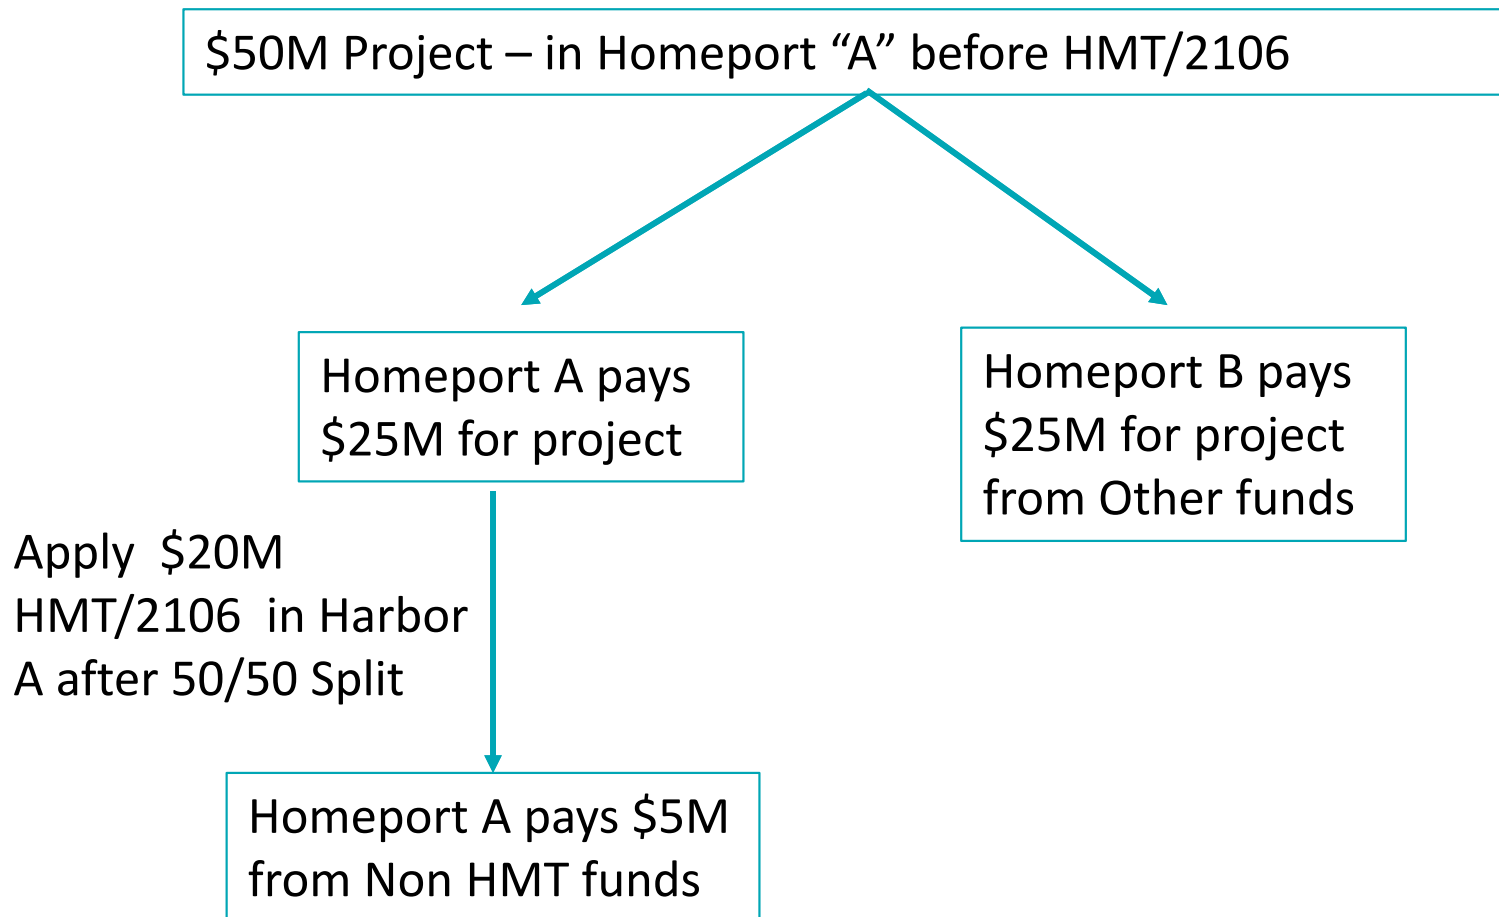 $50M Project – in Homeport “A” before HMT/2106
Homeport A pays
$25M for project
Homeport B pays
$25M for project
from Other funds
Apply  $20M
HMT/2106  in Harbor
A after 50/50 Split
Homeport A pays $5M
from Non HMT funds